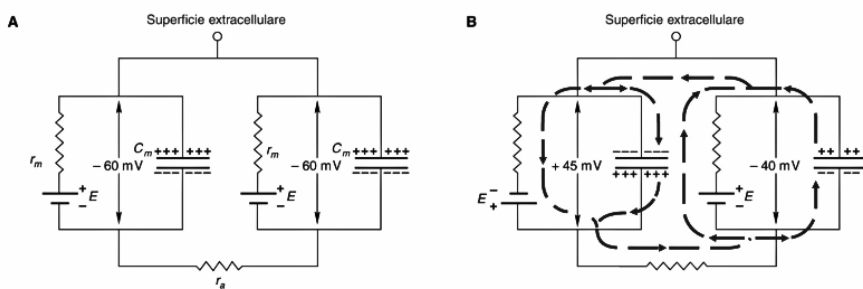 A
Superficie extracellulare
r_m
+
−
E
− 60 mV
C_m
+++ +++
−−− −−−
r_m
+
−
E
− 60 mV
C_m
+++ +++
−−− −−−
r_a
B
Superficie extracellulare
E
−
+
+ 45 mV
−−− −−−
+++ +++
+
−
E
− 40 mV
++ ++
−− −−